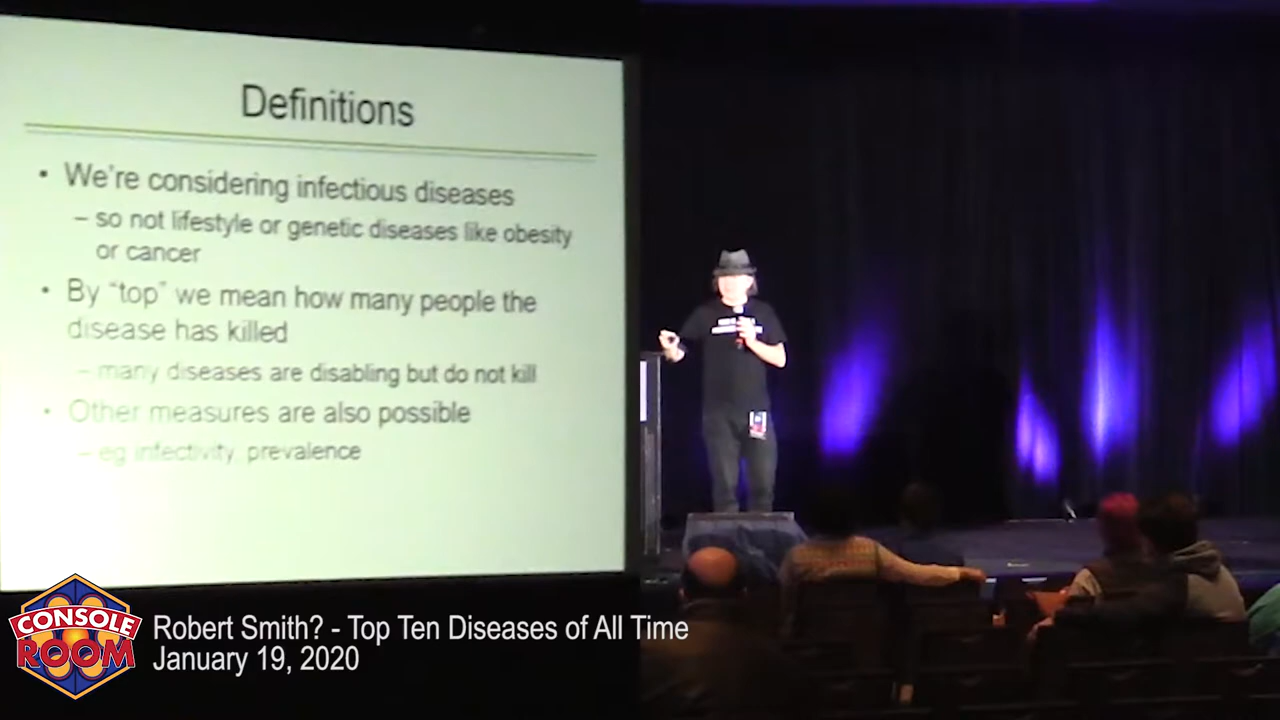 Definitions
• We're considering infectious diseases
– so not lifestyle or genetic diseases like obesity
or cancer
• By "top" we mean how many people the
disease has killed
– many diseases are disabling but do not kill
• Other measures are also possible
– eg infectivity, prevalence
CONSOLE
ROOM
Robert Smith? - Top Ten Diseases of All Time
January 19, 2020